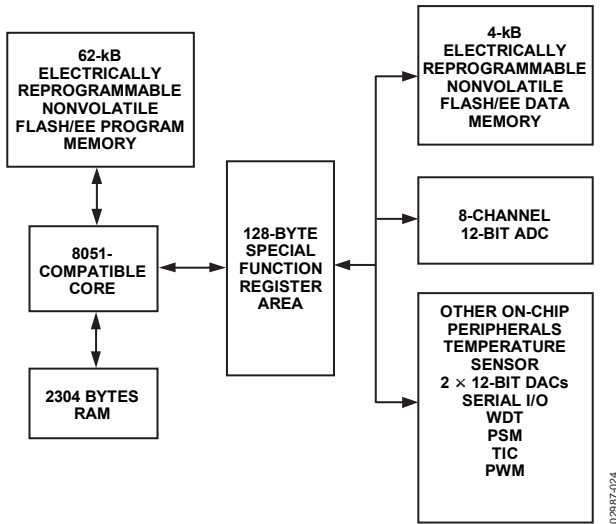 62-kB
ELECTRICALLY
REPROGRAMMABLE
NONVOLATILE
FLASH/EE PROGRAM
MEMORY
8051-
COMPATIBLE
CORE
2304 BYTES
RAM
128-BYTE
SPECIAL
FUNCTION
REGISTER
AREA
4-kB
ELECTRICALLY
REPROGRAMMABLE
NONVOLATILE
FLASH/EE DATA
MEMORY
8-CHANNEL
12-BIT ADC
OTHER ON-CHIP
PERIPHERALS
TEMPERATURE
SENSOR
2 × 12-BIT DACs
SERIAL I/O
WDT
PSM
TIC
PWM
02987-024